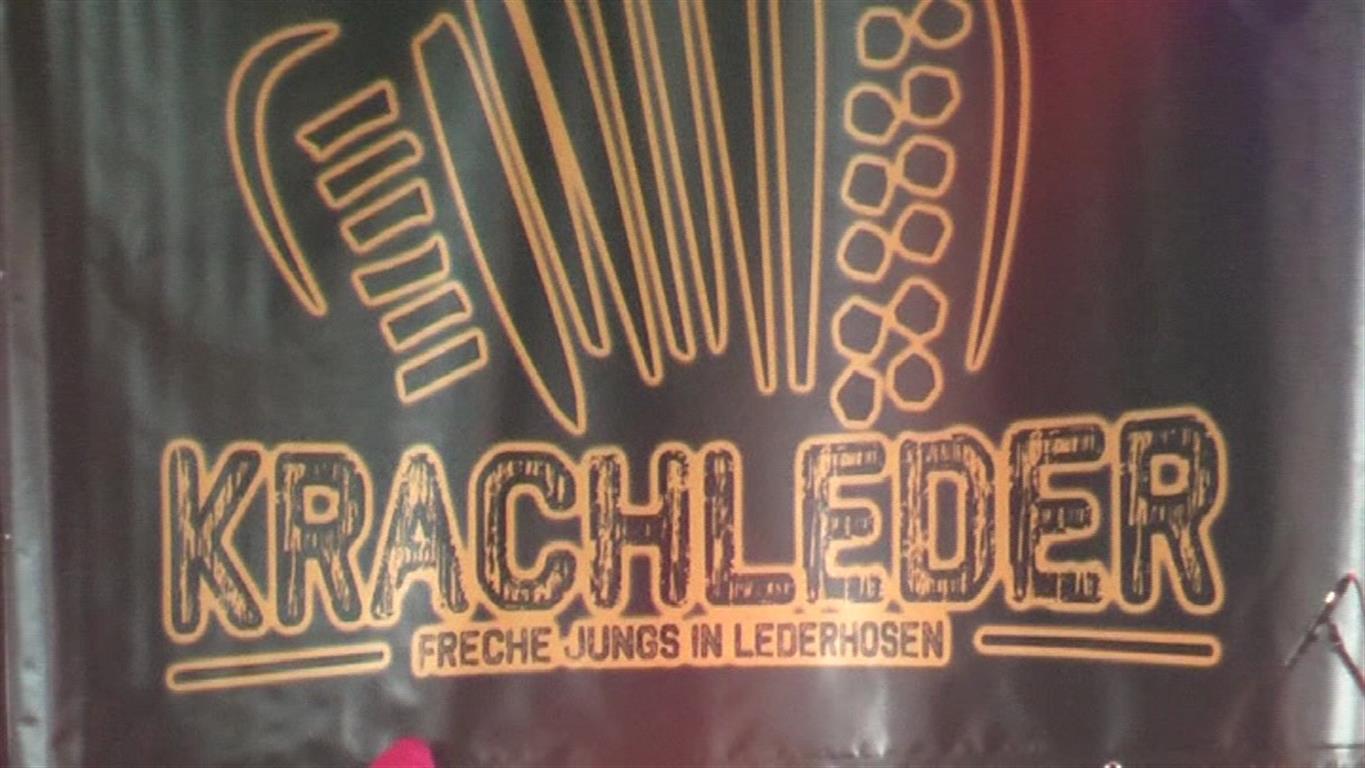 KRACHLEDER
FRECHE JUNGS IN LEDERHOSEN